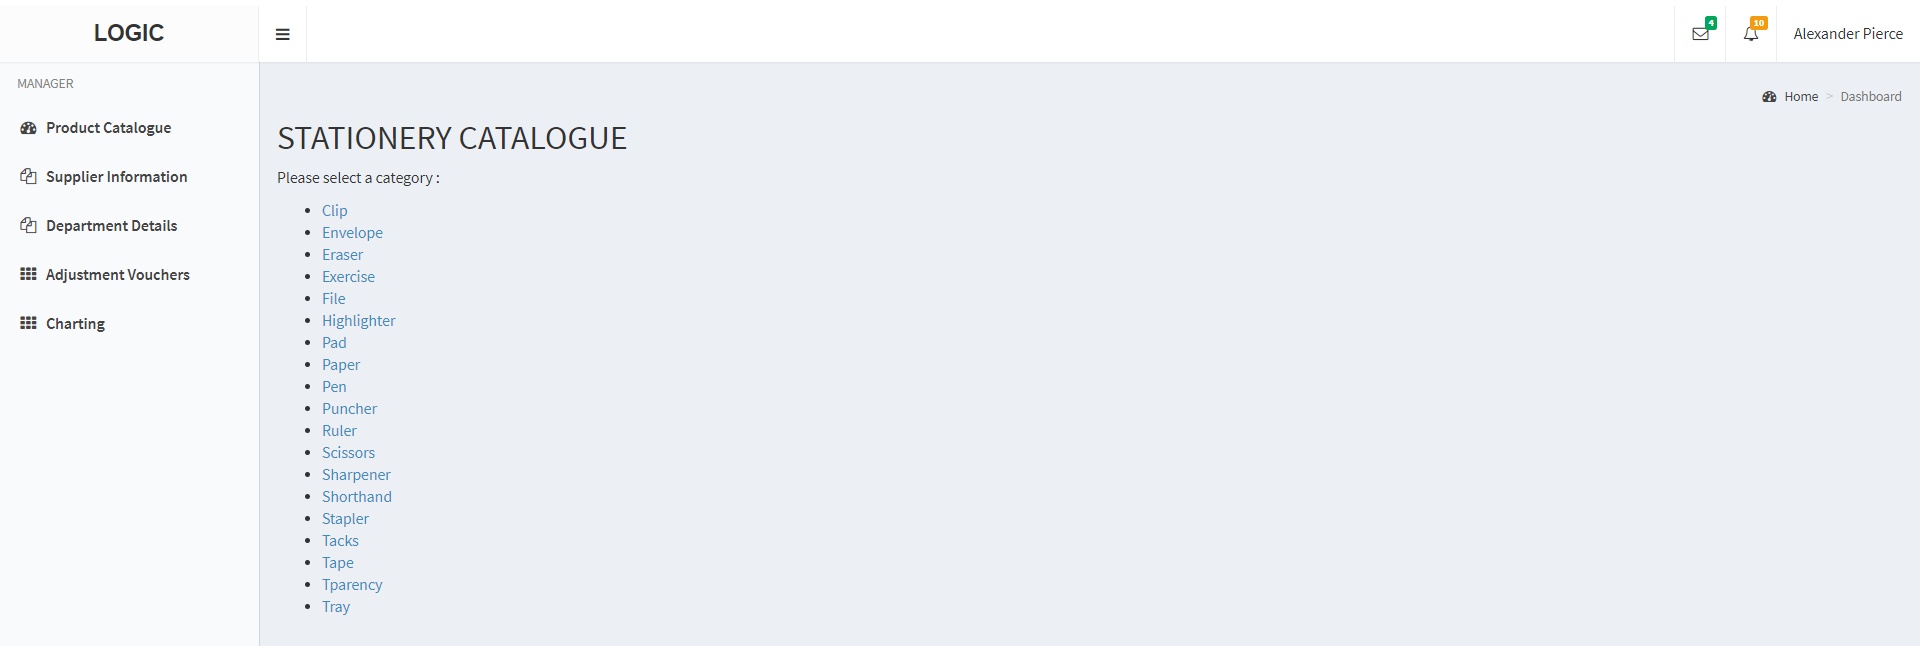 LOGIC
4
10
Alexander Pierce
MANAGER
Product Catalogue
Supplier Information
Department Details
Adjustment Vouchers
Charting
Home > Dashboard
STATIONERY CATALOGUE
Please select a category :
Clip
Envelope
Eraser
Exercise
File
Highlighter
Pad
Paper
Pen
Puncher
Ruler
Scissors
Sharpener
Shorthand
Stapler
Tacks
Tape
Tparency
Tray